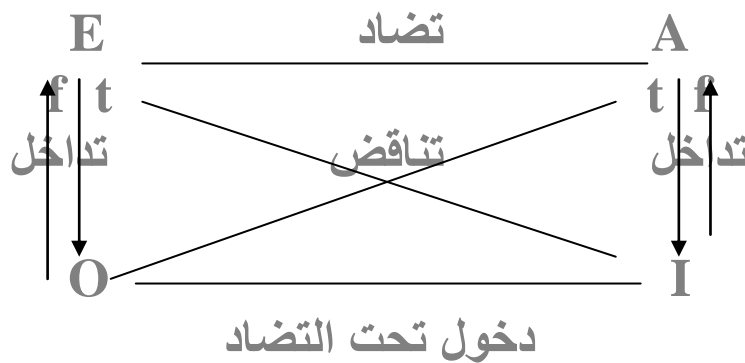 E تضاد A
f t t f
تداخل تناقض تداخل
O I
دخول تحت التضاد